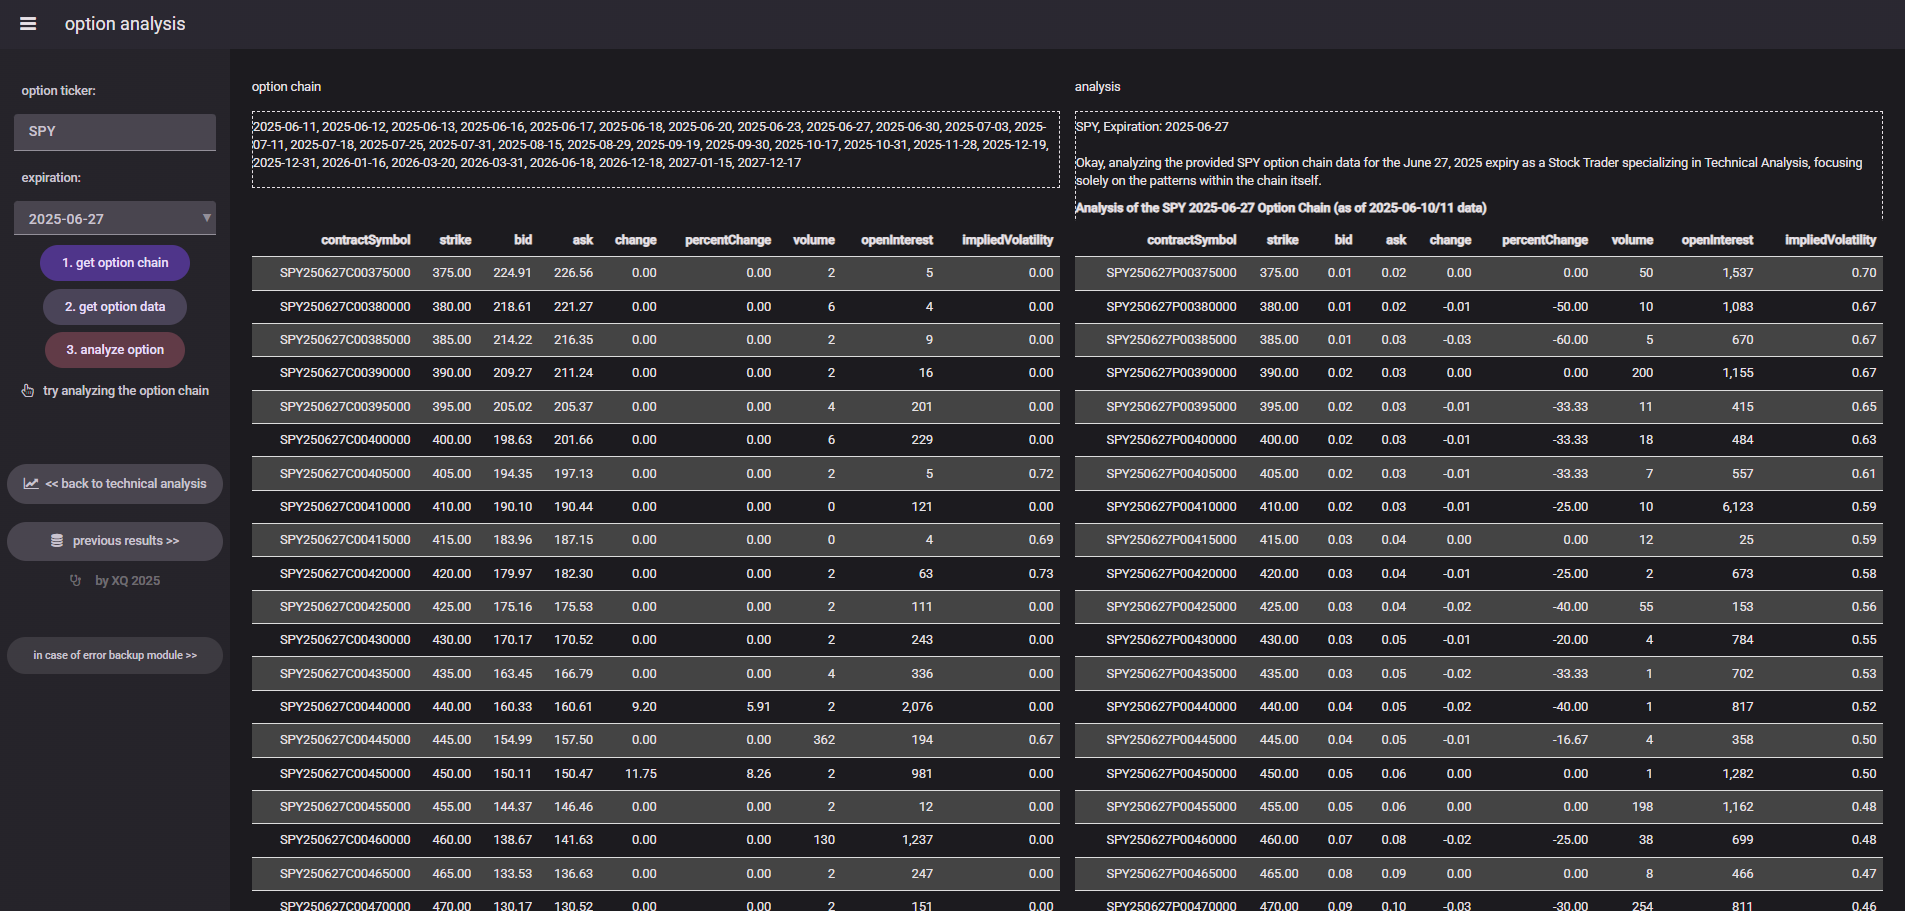 option analysis
option ticker:
SPY
expiration:
2025-06-27
1. get option chain
2. get option data
3. analyze option
try analyzing the option chain
<< back to technical analysis
previous results >>
by XQ 2025
in case of error backup module >>
option chain
2025-06-11, 2025-06-12, 2025-06-13, 2025-06-16, 2025-06-17, 2025-06-18, 2025-06-20, 2025-06-23, 2025-06-27, 2025-06-30, 2025-07-03, 2025-
07-11, 2025-07-18, 2025-07-25, 2025-07-31, 2025-08-15, 2025-08-29, 2025-09-19, 2025-09-30, 2025-10-17, 2025-10-31, 2025-11-28, 2025-12-19,
2025-12-31, 2026-01-16, 2026-03-20, 2026-03-31, 2026-06-18, 2026-12-18, 2027-01-15, 2027-12-17
contractSymbol strike bid ask change percentChange volume openInterest impliedVolatility
SPY250627C00375000 375.00 224.91 226.56 0.00 0.00 2 5 0.00
SPY250627C00380000 380.00 218.61 221.27 0.00 0.00 6 4 0.00
SPY250627C00385000 385.00 214.22 216.35 0.00 0.00 2 9 0.00
SPY250627C00390000 390.00 209.27 211.24 0.00 0.00 2 16 0.00
SPY250627C00395000 395.00 205.02 205.37 0.00 0.00 4 201 0.00
SPY250627C00400000 400.00 198.63 201.66 0.00 0.00 6 229 0.00
SPY250627C00405000 405.00 194.35 197.13 0.00 0.00 2 5 0.72
SPY250627C00410000 410.00 190.10 190.44 0.00 0.00 0 121 0.00
SPY250627C00415000 415.00 183.96 187.15 0.00 0.00 0 4 0.69
SPY250627C00420000 420.00 179.97 182.30 0.00 0.00 2 63 0.73
SPY250627C00425000 425.00 175.16 175.53 0.00 0.00 2 111 0.00
SPY250627C00430000 430.00 170.17 170.52 0.00 0.00 2 243 0.00
SPY250627C00435000 435.00 163.45 166.79 0.00 0.00 4 336 0.00
SPY250627C00440000 440.00 160.33 160.61 9.20 5.91 2 2,076 0.00
SPY250627C00445000 445.00 154.99 157.50 0.00 0.00 362 194 0.67
SPY250627C00450000 450.00 150.11 150.47 11.75 8.26 2 981 0.00
SPY250627C00455000 455.00 144.37 146.46 0.00 0.00 2 12 0.00
SPY250627C00460000 460.00 138.67 141.63 0.00 0.00 130 1,237 0.00
SPY250627C00465000 465.00 133.53 136.63 0.00 0.00 2 247 0.00
SPY250627C00470000 470.00 130.17 130.52 0.00 0.00 2 151 0.00
analysis
SPY, Expiration: 2025-06-27
Okay, analyzing the provided SPY option chain data for the June 27, 2025 expiry as a Stock Trader specializing in Technical Analysis, focusing
solely on the patterns within the chain itself.
Analysis of the SPY 2025-06-27 Option Chain (as of 2025-06-10/11 data)
contractSymbol strike bid ask change percentChange volume openInterest impliedVolatility
SPY250627P00375000 375.00 0.01 0.02 0.00 0.00 50 1,537 0.70
SPY250627P00380000 380.00 0.01 0.02 -0.01 -50.00 10 1,083 0.67
SPY250627P00385000 385.00 0.01 0.03 -0.03 -60.00 5 670 0.67
SPY250627P00390000 390.00 0.02 0.03 0.00 0.00 200 1,155 0.67
SPY250627P00395000 395.00 0.02 0.03 -0.01 -33.33 11 415 0.65
SPY250627P00400000 400.00 0.02 0.03 -0.01 -33.33 18 484 0.63
SPY250627P00405000 405.00 0.02 0.03 -0.01 -33.33 7 557 0.61
SPY250627P00410000 410.00 0.02 0.03 -0.01 -25.00 10 6,123 0.59
SPY250627P00415000 415.00 0.03 0.04 0.00 0.00 12 25 0.59
SPY250627P00420000 420.00 0.03 0.04 -0.01 -25.00 2 673 0.58
SPY250627P00425000 425.00 0.03 0.04 -0.02 -40.00 55 153 0.56
SPY250627P00430000 430.00 0.03 0.05 -0.01 -20.00 4 784 0.55
SPY250627P00435000 435.00 0.03 0.05 -0.02 -33.33 1 702 0.53
SPY250627P00440000 440.00 0.04 0.05 -0.02 -40.00 1 817 0.52
SPY250627P00445000 445.00 0.04 0.05 -0.01 -16.67 4 358 0.50
SPY250627P00450000 450.00 0.05 0.06 0.00 0.00 1 1,282 0.50
SPY250627P00455000 455.00 0.05 0.06 0.00 0.00 198 1,162 0.48
SPY250627P00460000 460.00 0.07 0.08 -0.02 -25.00 38 699 0.48
SPY250627P00465000 465.00 0.08 0.09 0.00 0.00 8 466 0.47
SPY250627P00470000 470.00 0.09 0.10 -0.03 -30.00 254 811 0.46